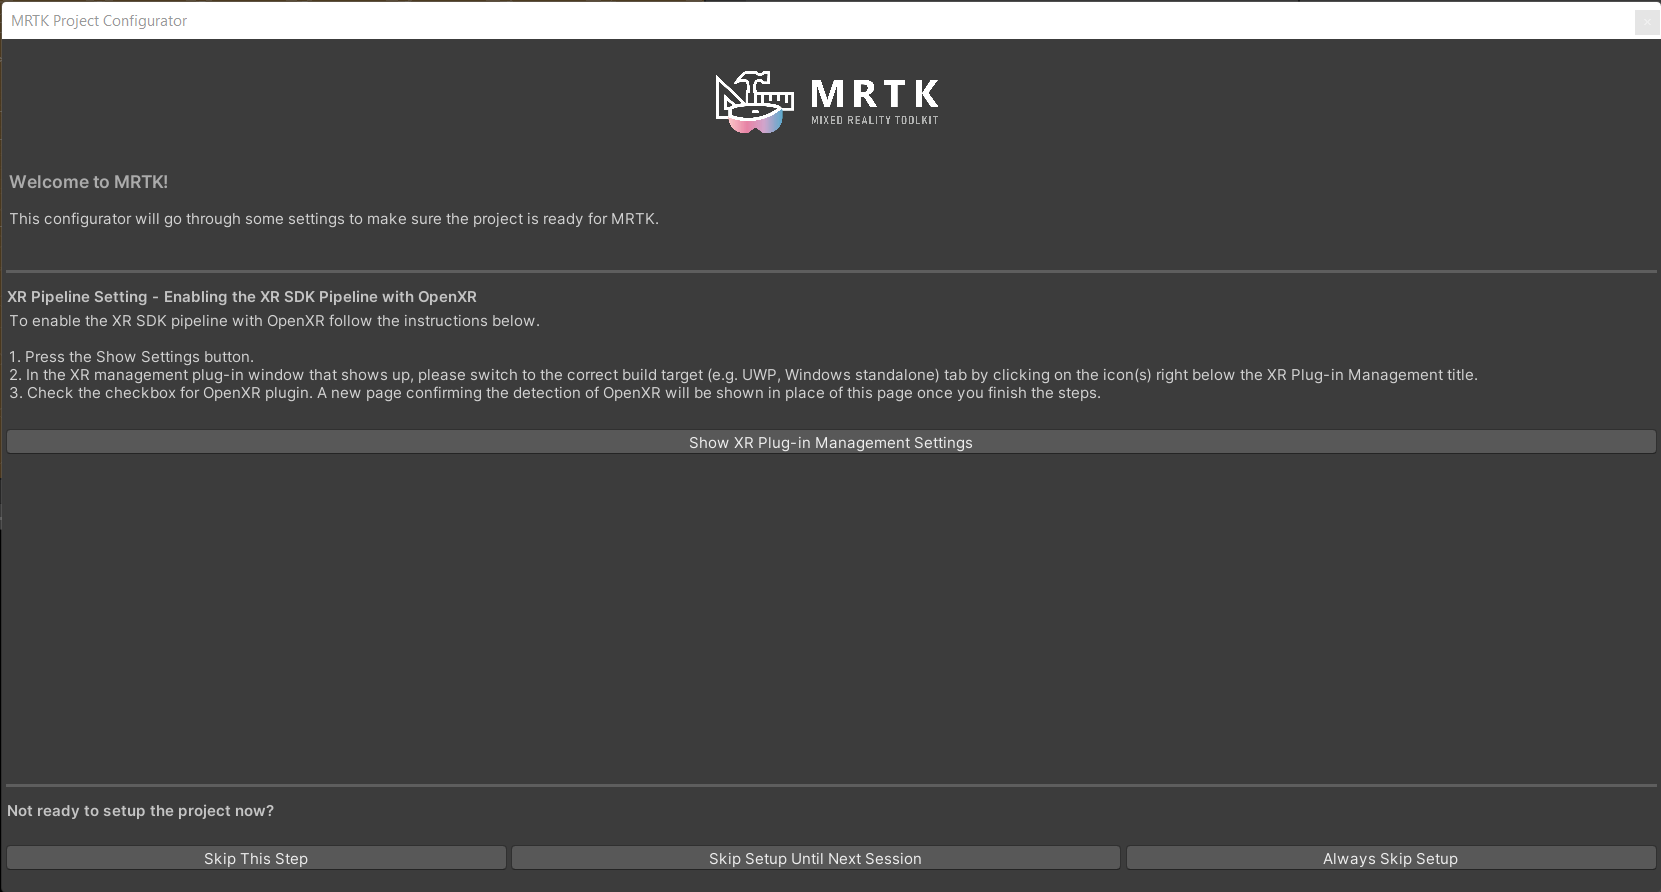 MRTK Project Configurator
MRTK
MIXED REALITY TOOLKIT
Welcome to MRTK!
This configurator will go through some settings to make sure the project is ready for MRTK.
XR Pipeline Setting - Enabling the XR SDK Pipeline with OpenXR
To enable the XR SDK pipeline with OpenXR follow the instructions below.
1. Press the Show Settings button.
2. In the XR management plug-in window that shows up, please switch to the correct build target (e.g. UWP, Windows standalone) tab by clicking on the icon(s) right below the XR Plug-in Management title.
3. Check the checkbox for OpenXR plugin. A new page confirming the detection of OpenXR will be shown in place of this page once you finish the steps.
Show XR Plug-in Management Settings
Not ready to setup the project now?
Skip This Step
Skip Setup Until Next Session
Always Skip Setup